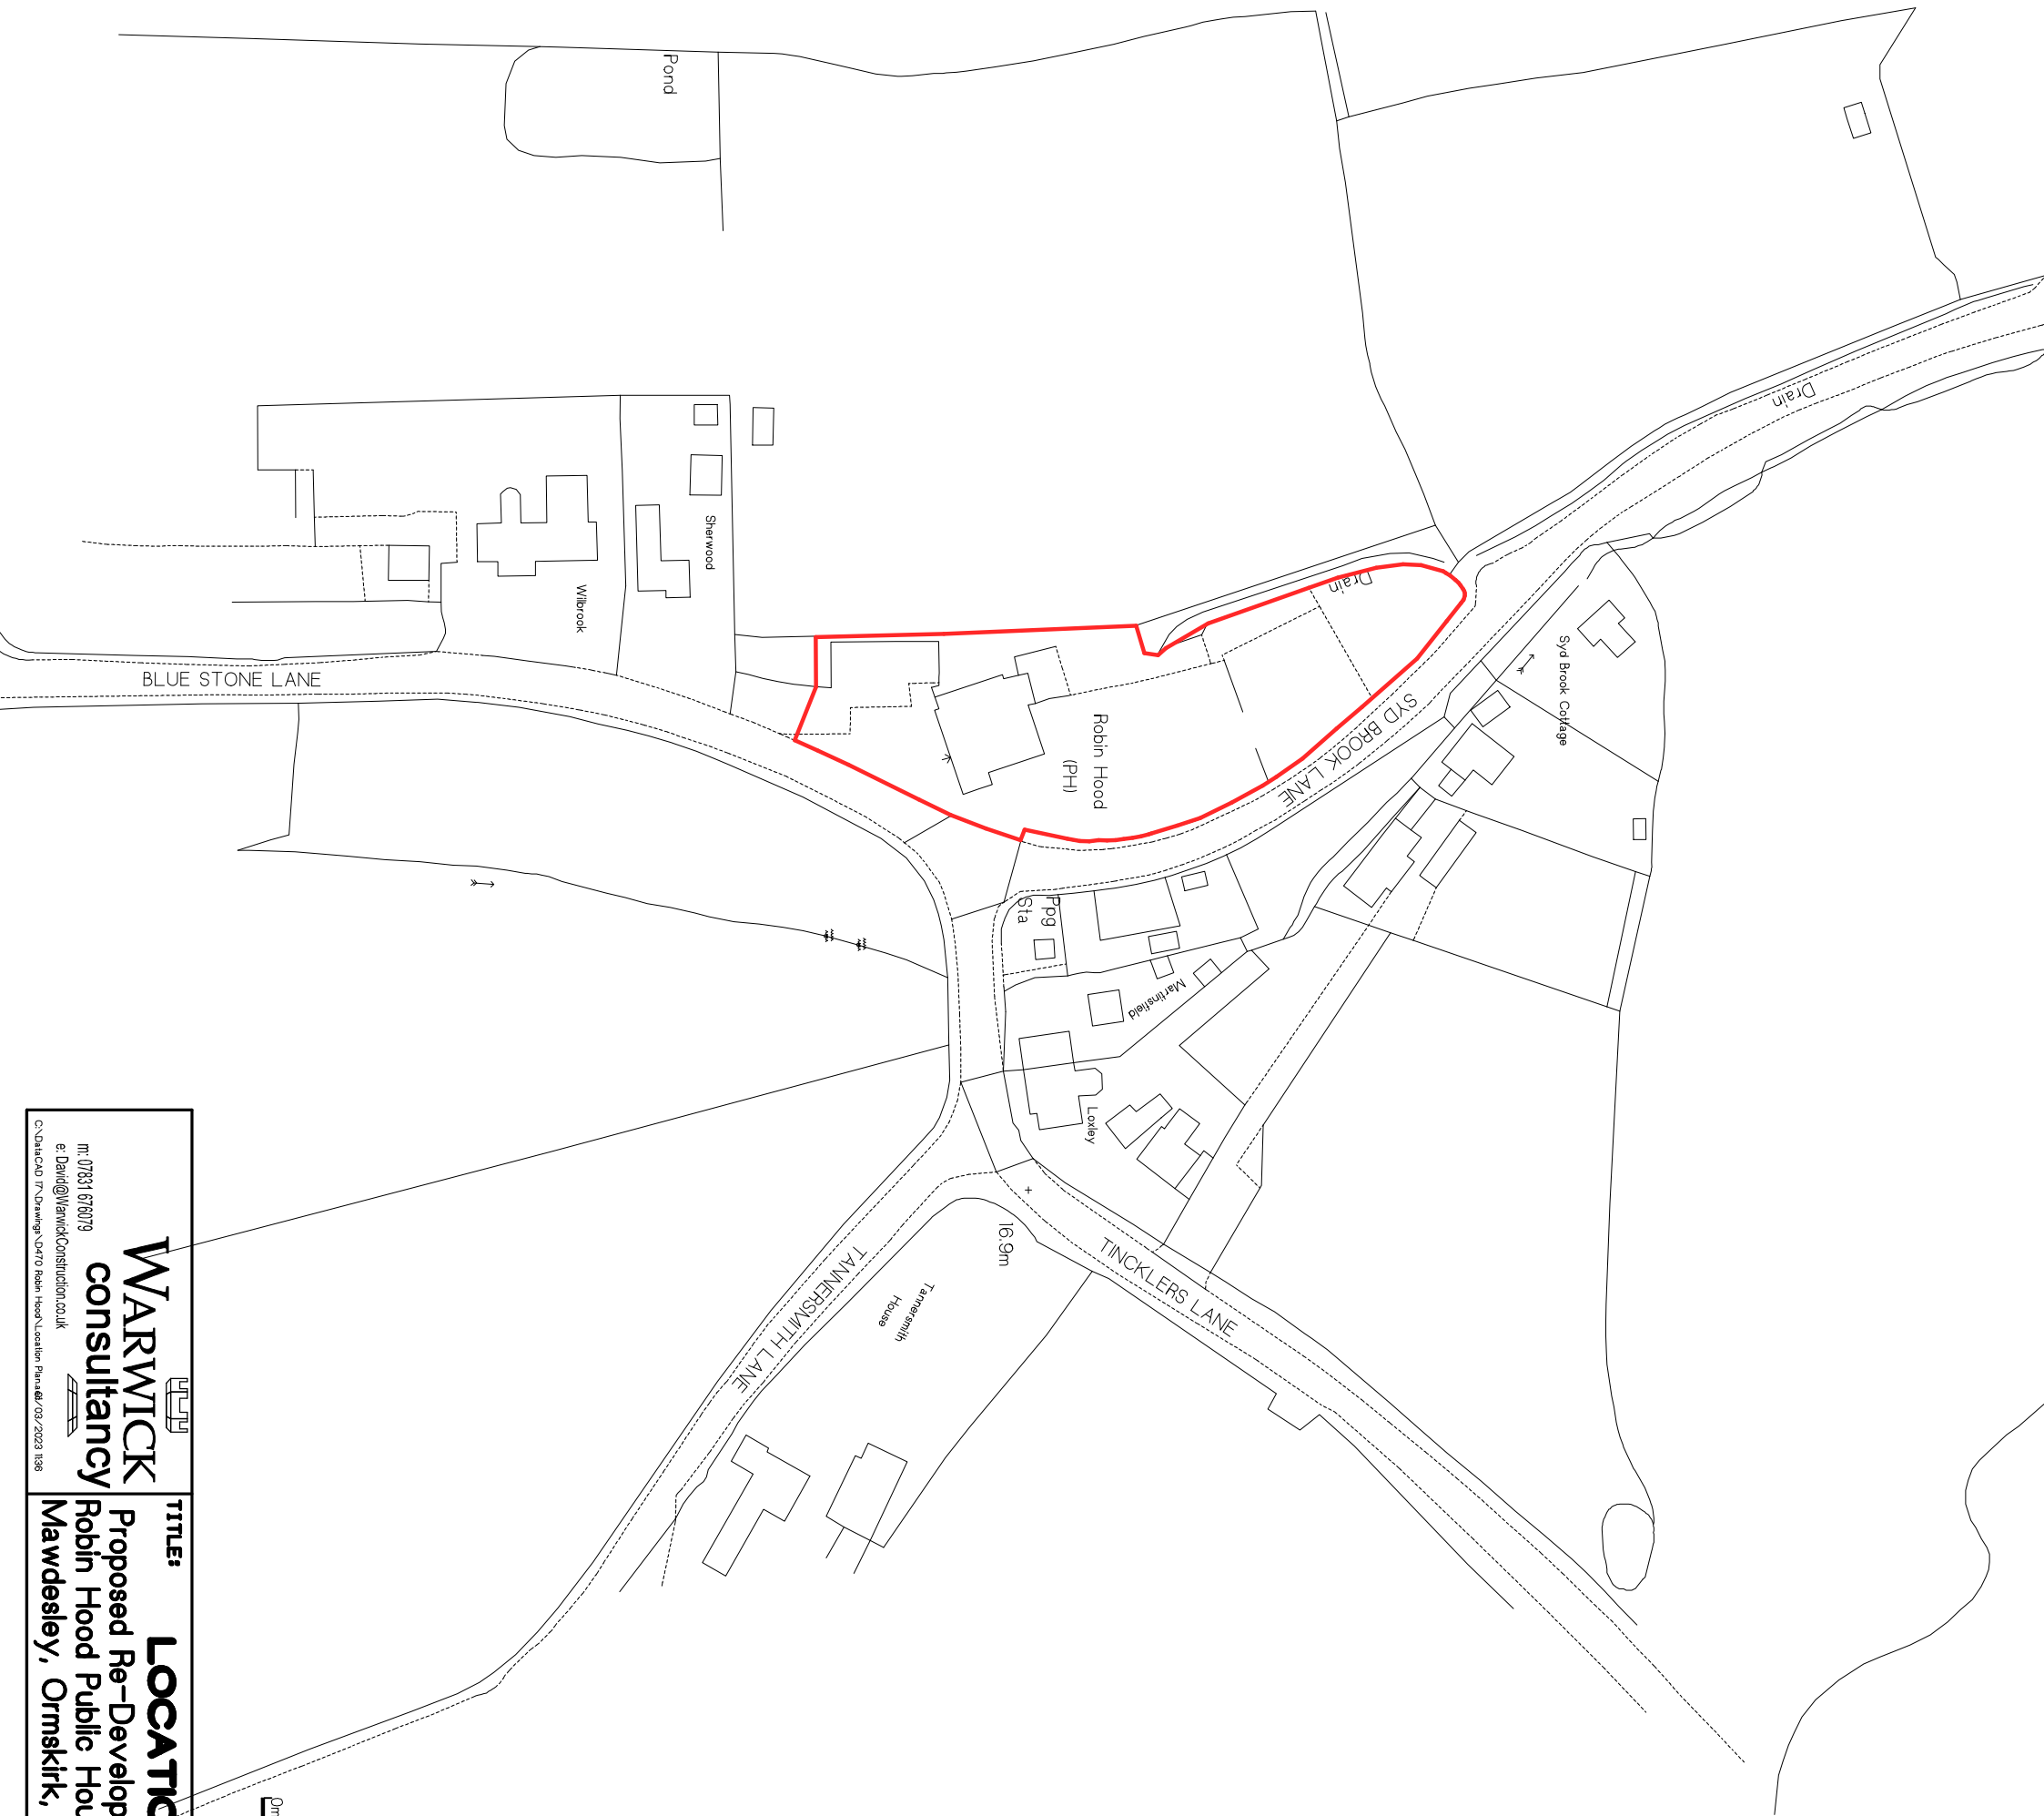 Pond
Drain
Drain
Sherwood
Wilbrook
BLUE STONE LANE
Syd Brook Cottage
SYD BROOK LANE
Robin Hood
(PH)
Ppg
Sta
Martinsfield
Loxley
16.9m
TINCKLERS LANE
TANNERSMITH LANE
Tannersmith
House
WARWICK
consultancy
m: 07831 676079
e: David@WarwickConstruction.co.uk
TITLE:
LOCATIO
Proposed Re-Develop
Robin Hood Public Hou
Mawdesley, Ormskirk,
0m